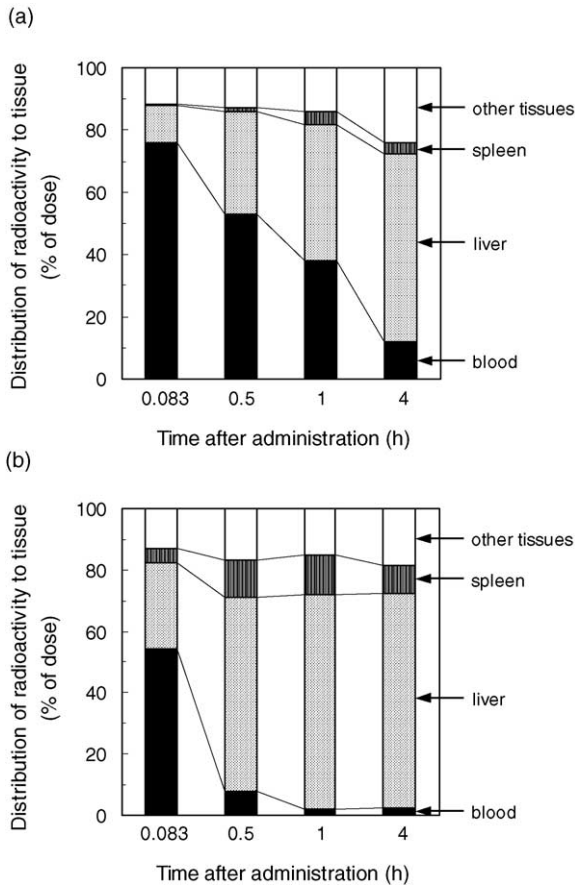 (a)
Distribution of radioactivity to tissue
(% of dose)
100
80
60
40
20
0
other tissues
spleen
liver
blood
0.083 0.5 1 4
Time after administration (h)
(b)
Distribution of radioactivity to tissue
(% of dose)
100
80
60
40
20
0
other tissues
spleen
liver
blood
0.083 0.5 1 4
Time after administration (h)